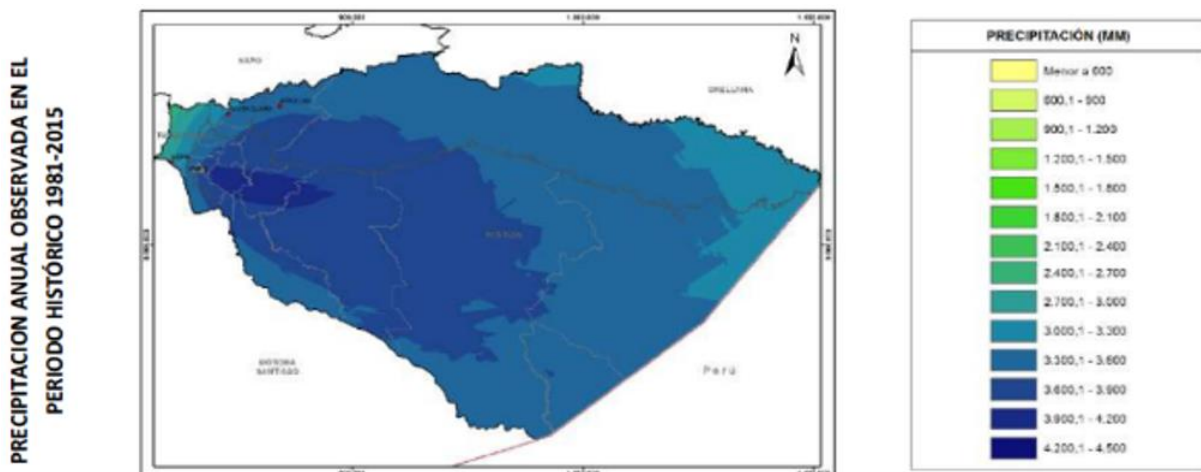 PRECIPITACION ANUAL OBSERVADA EN EL
PERIODO HISTÓRICO 1981-2015
NAPO
N
ORELLANA
PASTAZA
MORONA
SANTIAGO
Perú
PRECIPITACIÓN (MM)
Menor a 600
600,1 - 900
900,1 - 1.200
1.200,1 - 1.500
1.500,1 - 1.800
1.800,1 - 2.100
2.100,1 - 2.400
2.400,1 - 2.700
2.700,1 - 3.000
3.000,1 - 3.300
3.300,1 - 3.600
3.600,1 - 3.900
3.900,1 - 4.200
4.200,1 - 4.500